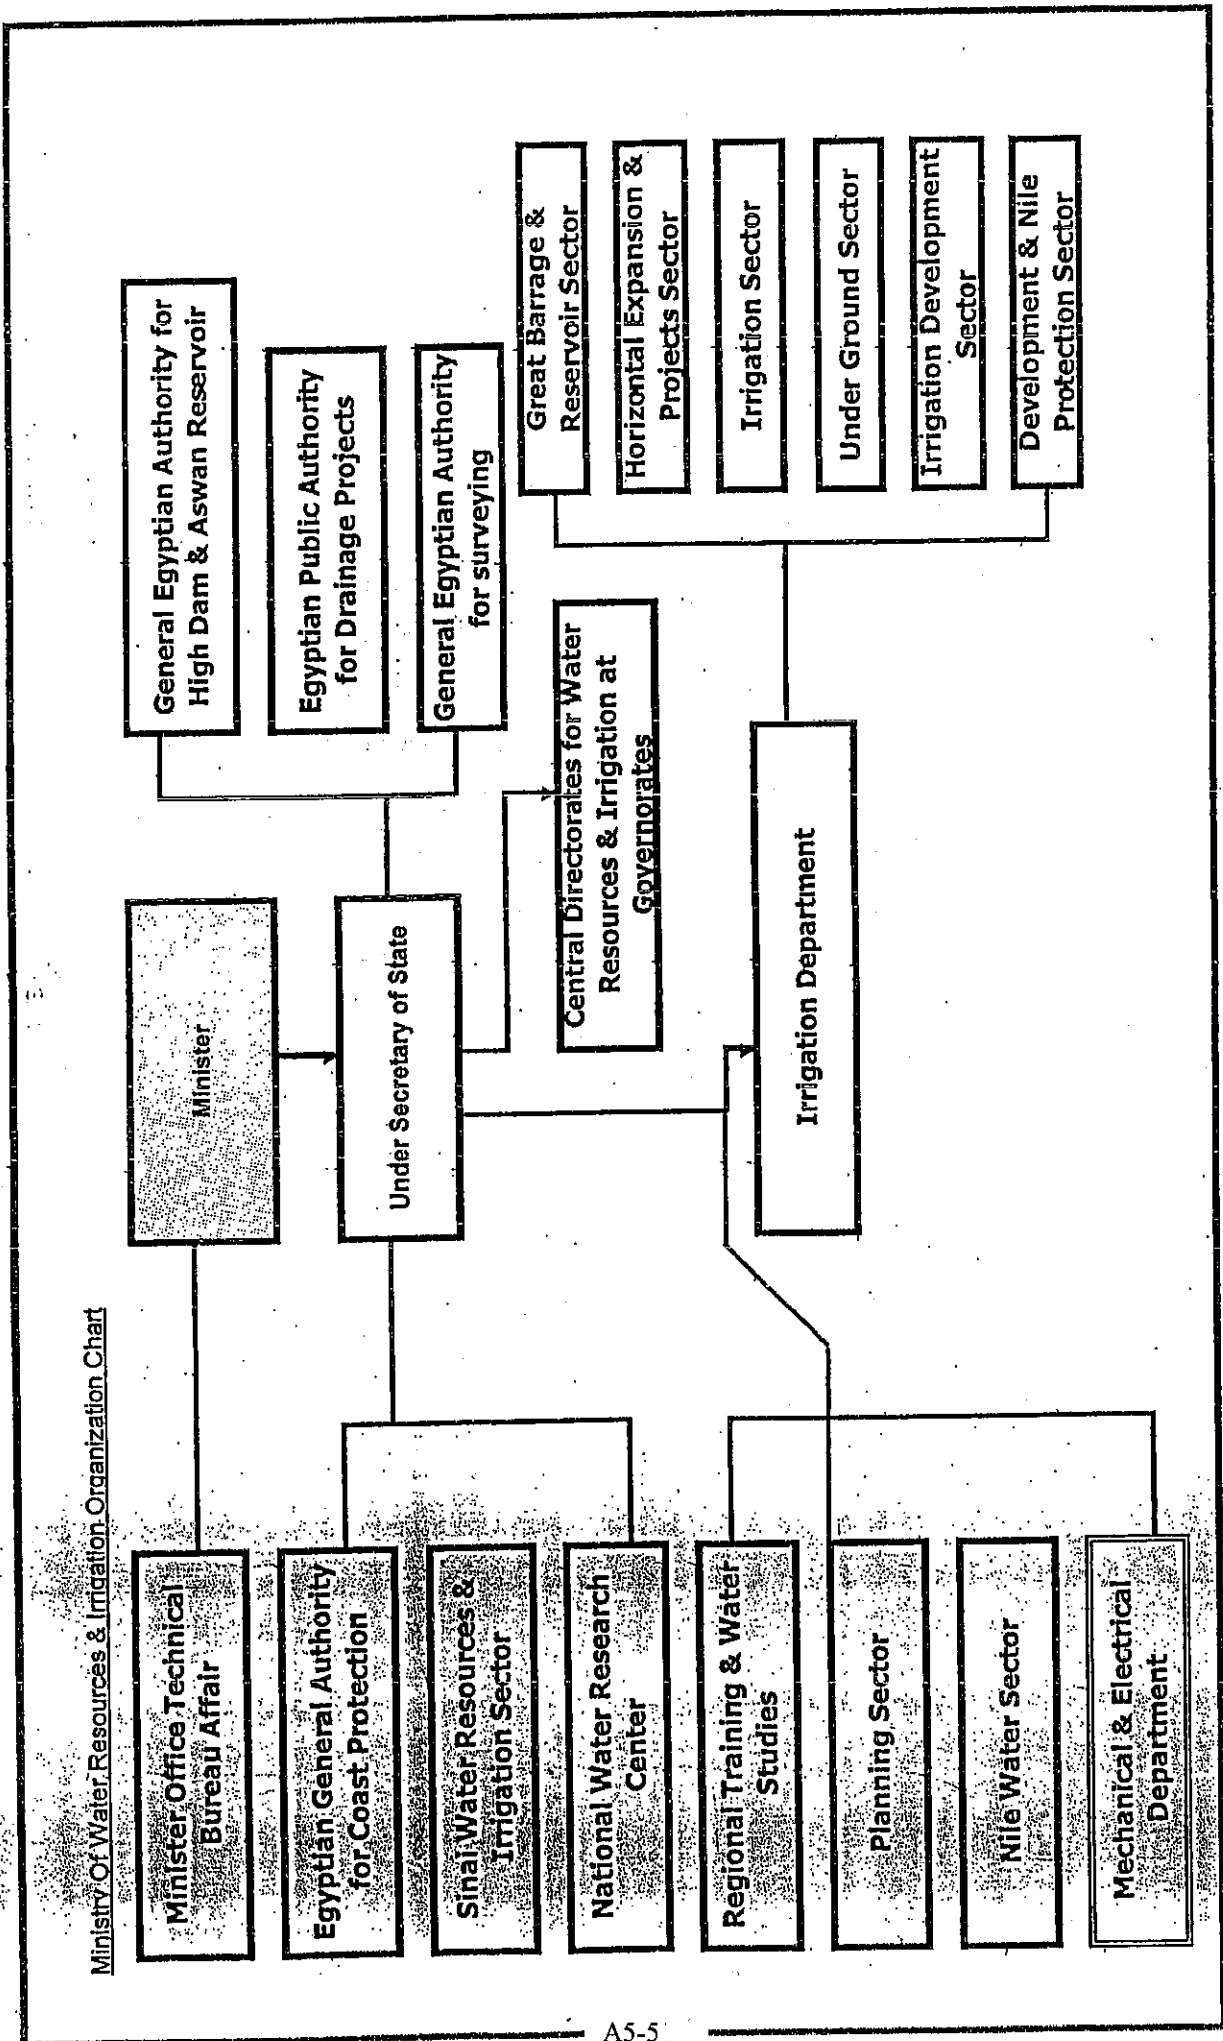 Ministry Of Water Resources & Irrigation Organization Chart
Minister Office Technical
Bureau Affair
Egyptian General Authority
for Coast Protection
Sinai Water Resources &
Irrigation Sector
National Water Research
Center
Regional Training & Water
Studies
Planning Sector
Nile Water Sector
Mechanical & Electrical
Department
Minister
Under Secretary of State
Central Directorates for Water
Resources & Irrigation at
Governorates
Irrigation Department
General Egyptian Authority for
High Dam & Aswan Reservoir
Egyptian Public Authority
for Drainage Projects
General Egyptian Authority
for surveying
Great Barrage &
Reservoir Sector
Horizontal Expansion &
Projects Sector
Irrigation Sector
Under Ground Sector
Irrigation Development
Sector
Development & Nile
Protection Sector
A5-5